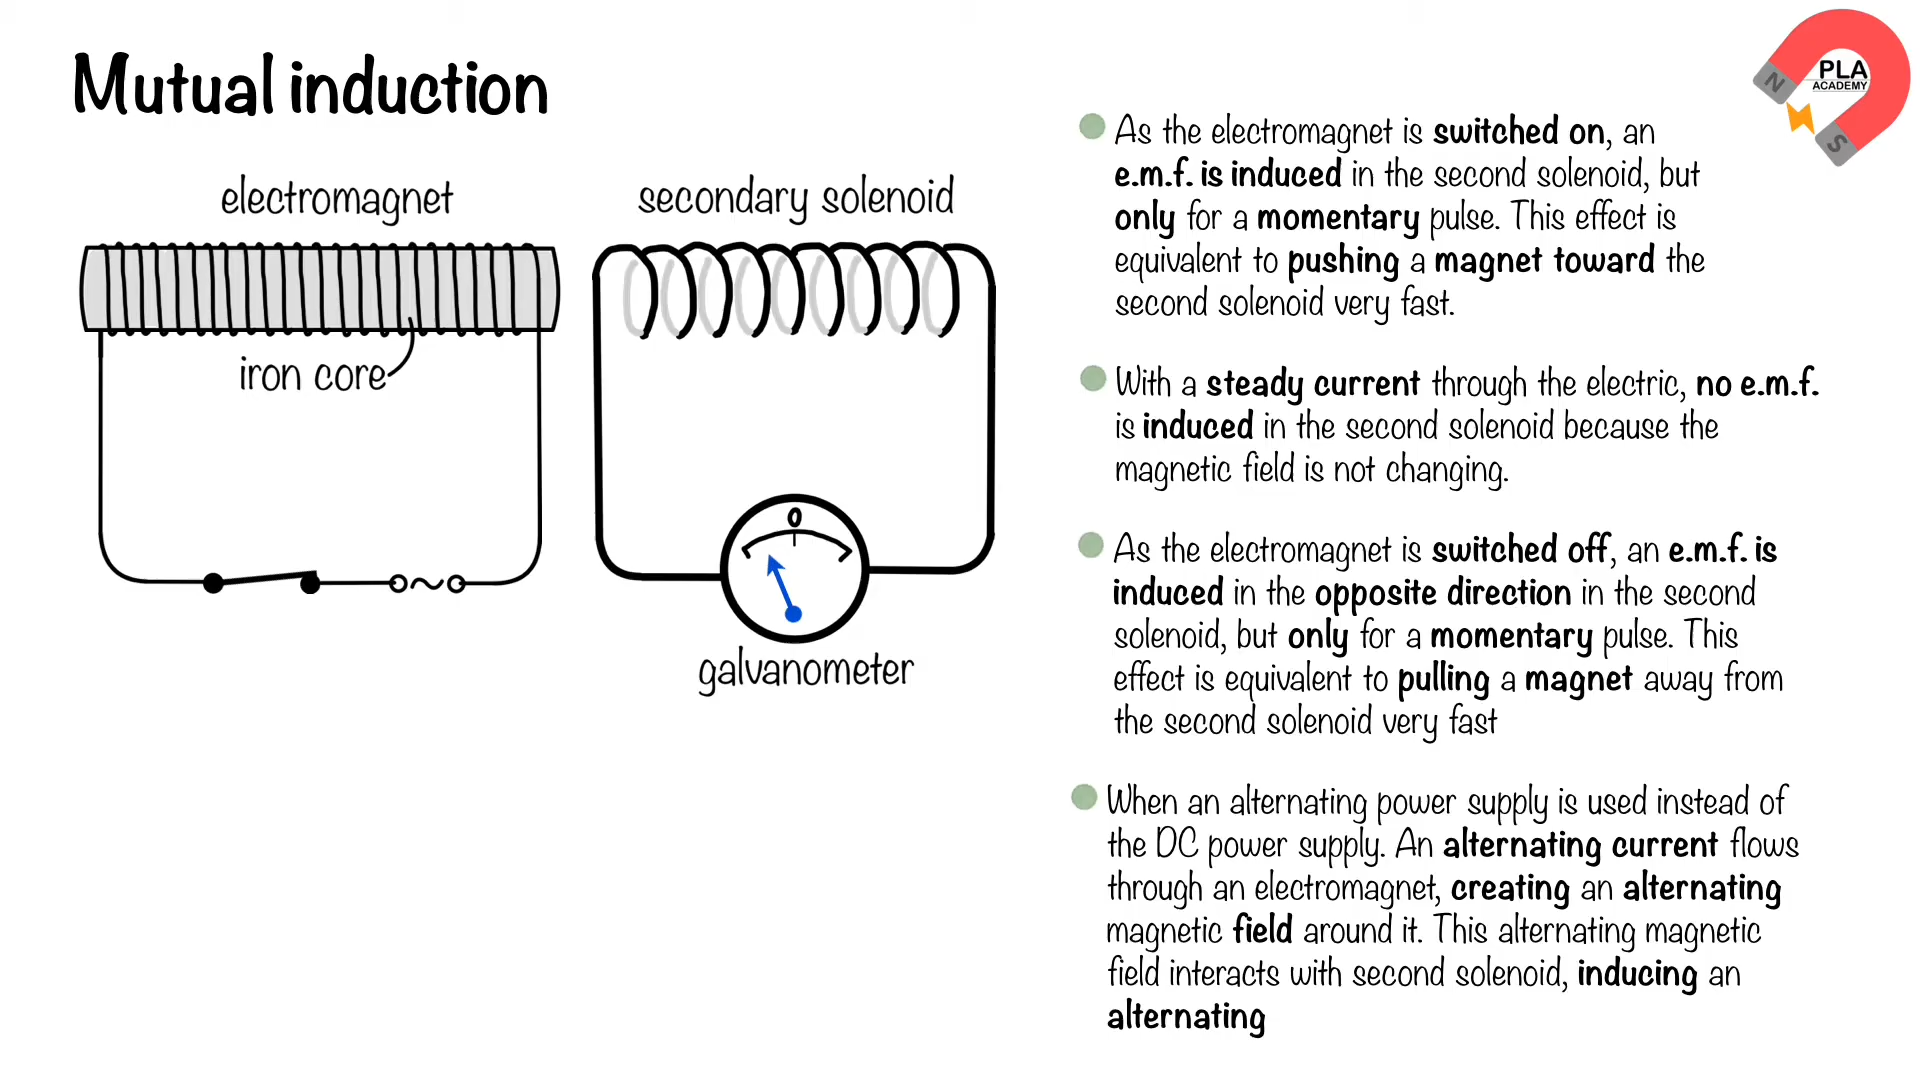 Mutual induction
PLA
ACADEMY
N
S
electromagnet
secondary solenoid
iron core
0
galvanometer
As the electromagnet is switched on, an
e.m.f. is induced in the second solenoid, but
only for a momentary pulse. This effect is
equivalent to pushing a magnet toward the
second solenoid very fast.
With a steady current through the electric, no e.m.f.
is induced in the second solenoid because the
magnetic field is not changing.
As the electromagnet is switched off, an e.m.f. is
induced in the opposite direction in the second
solenoid, but only for a momentary pulse. This
effect is equivalent to pulling a magnet away from
the second solenoid very fast
When an alternating power supply is used instead of
the DC power supply. An alternating current flows
through an electromagnet, creating an alternating
magnetic field around it. This alternating magnetic
field interacts with second solenoid, inducing an
alternating